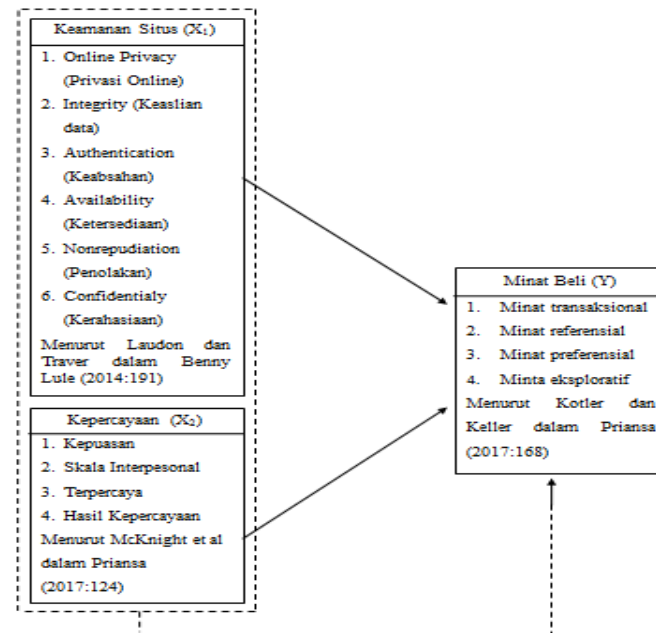 Keamanan Situs (X₁)
1. Online Privacy
(Privasi Online)
2. Integrity (Keaslian
data)
3. Authentication
(Keabsahan)
4. Availability
(Ketersediaan)
5. Nonrepudiation
(Penolakan)
6. Confidentialy
(Kerahasiaan)
Menurut Laudon dan
Traver dalam Benny
Lule (2014:191)
Kepercayaan (X₂)
1. Kepuasan
2. Skala Interpesonal
3. Terpercaya
4. Hasil Kepercayaan
Menurut McKnight et al
dalam Priansa
(2017:124)
Minat Beli (Y)
1. Minat transaksional
2. Minat referensial
3. Minat preferensial
4. Minta eksploratif
Menurut Kotler dan
Keller dalam Priansa
(2017:168)